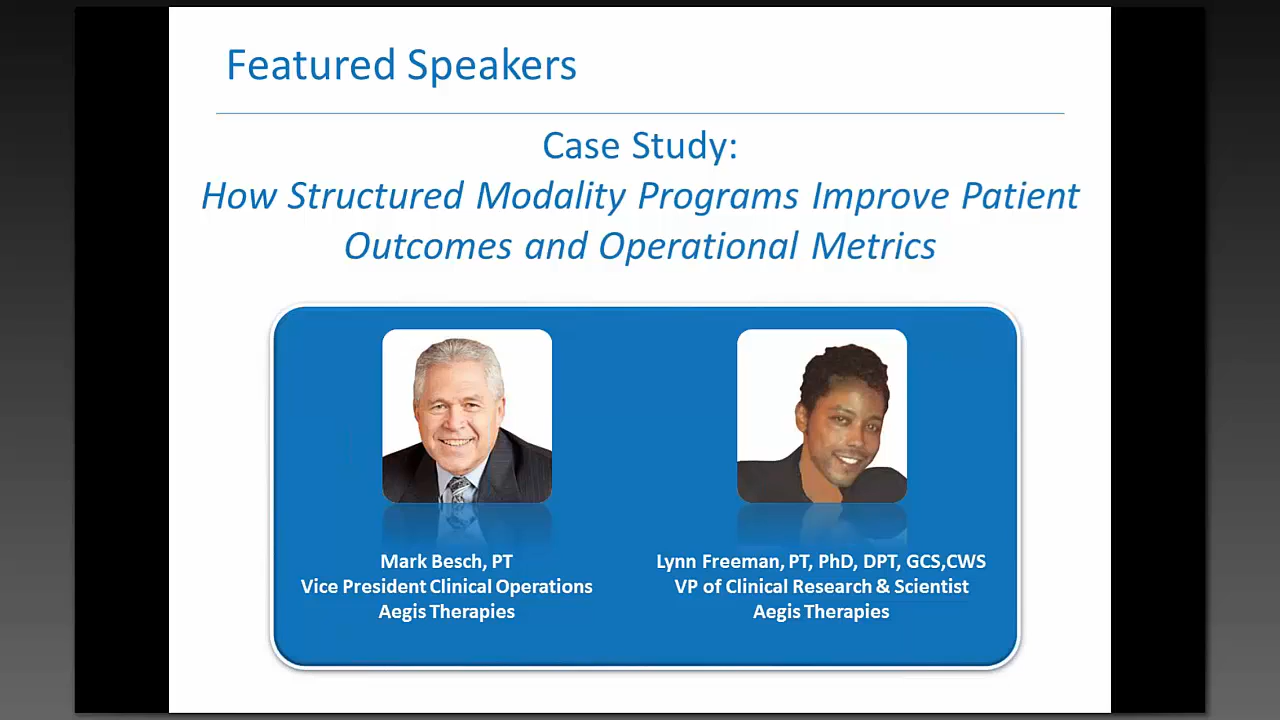 Featured Speakers
Case Study:
How Structured Modality Programs Improve Patient
Outcomes and Operational Metrics
Mark Besch, PT
Vice President Clinical Operations
Aegis Therapies
Lynn Freeman, PT, PhD, DPT, GCS,CWS
VP of Clinical Research & Scientist
Aegis Therapies